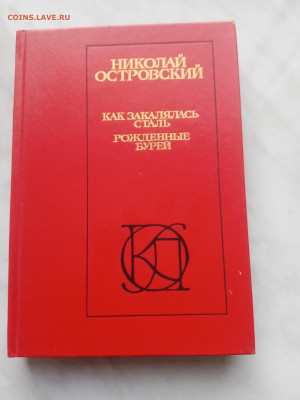 COINS.LAVE.RU
НИКОЛАЙ
ОСТРОВСКИЙ
КАК ЗАКАЛЯЛАСЬ
СТАЛЬ
РОЖДЕННЫЕ
БУРЕЙ